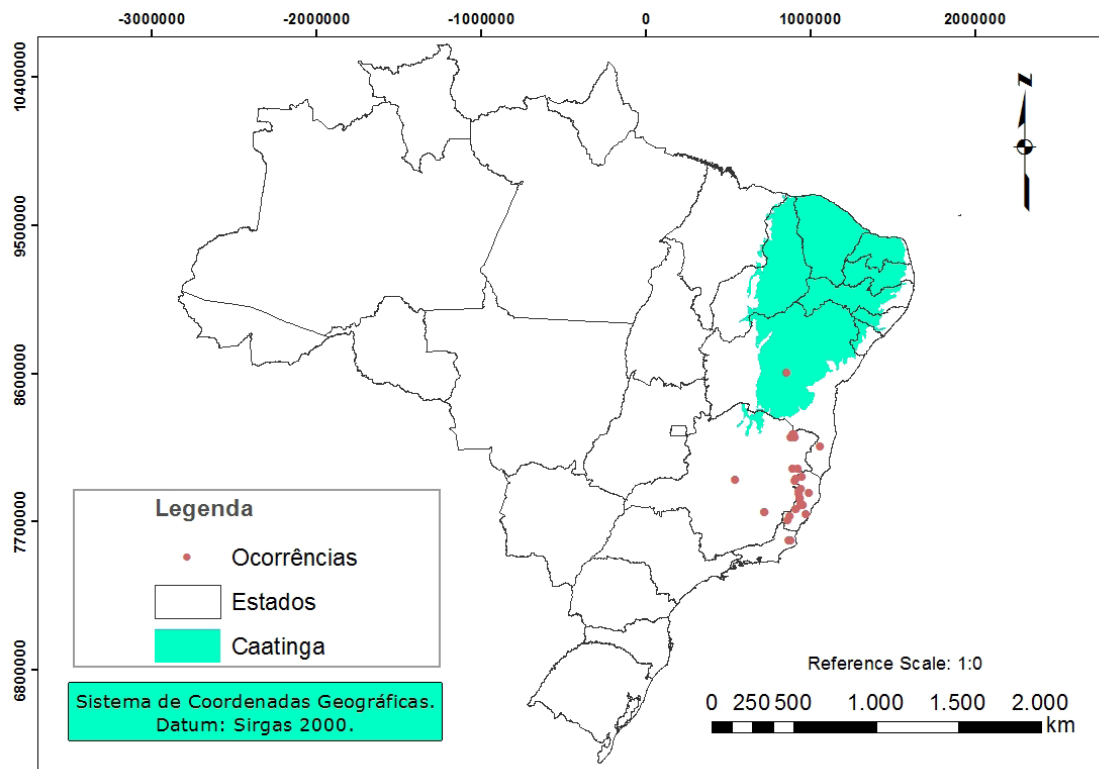 -3000000 -2000000 -1000000 0 1000000 2000000
10400000
9500000
8600000
7700000
6800000
N
Legenda
Ocorrências
Estados
Caatinga
Sistema de Coordenadas Geográficas.
Datum: Sirgas 2000.
Reference Scale: 1:0
0 250 500 1.000 1.500 2.000
km